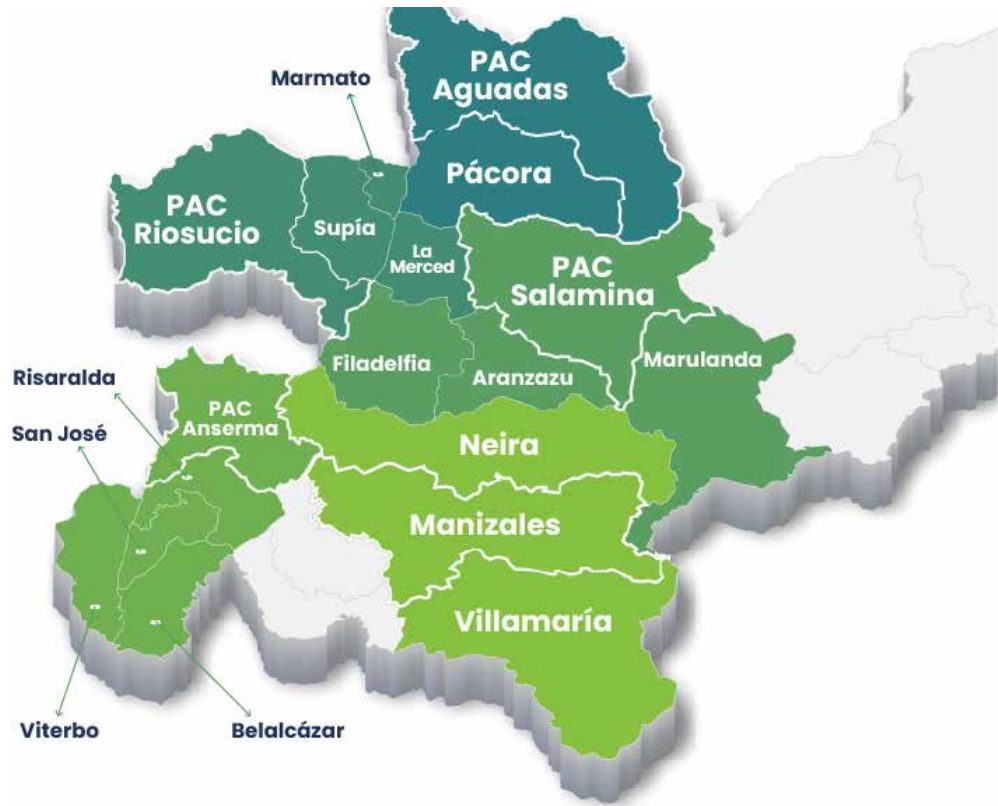 PAC
Aguadas
Marmato
Pácora
PAC
Riosucio
Supía
La
Merced
PAC
Salamina
Filadelfia
Aranzazu
Marulanda
Risaralda
PAC
Anserma
San José
Neira
Manizales
Villamaría
Viterbo
Belalcázar